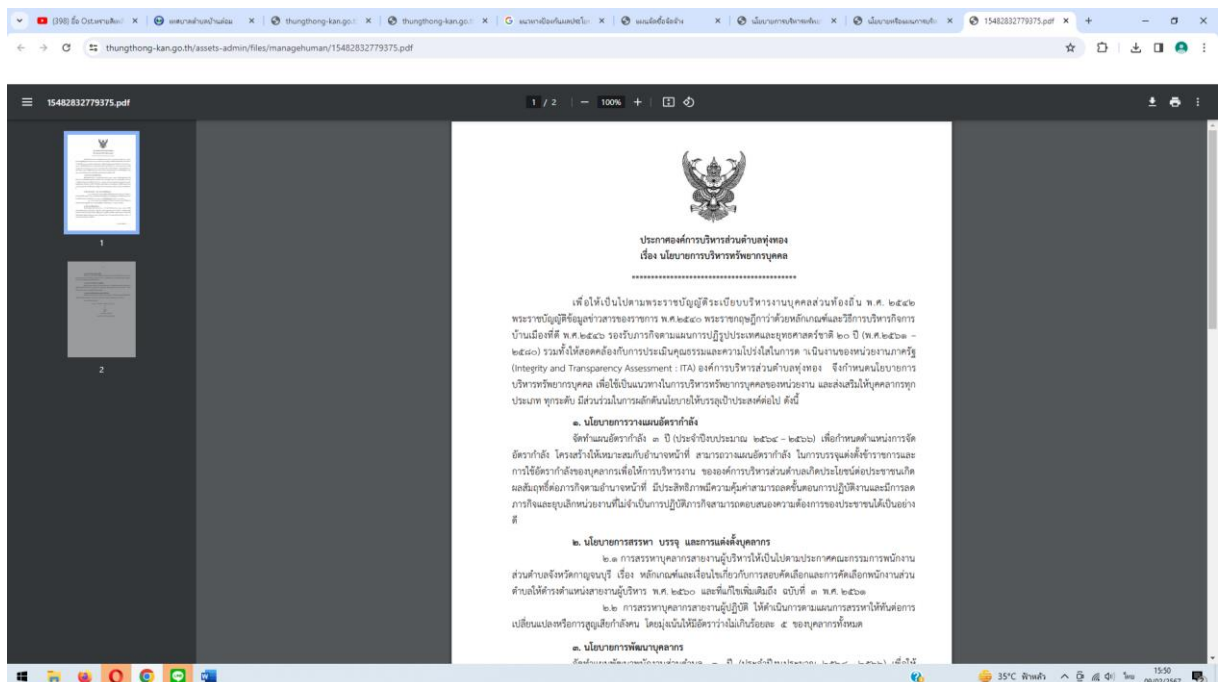 (398) ชื่อ Ost.
thungthong-kan.go.t
thungthong-kan.go.t
15482832779375.pdf
thungthong-kan.go.th/assets-admin/files/managehuman/15482832779375.pdf
15482832779375.pdf
1 / 2
100%
1
2
ประกาศองค์การบริหารส่วนตำบลทุ่งทอง
เรื่อง นโยบายการบริหารทรัพยากรบุคคล
*******************************************
เพื่อให้เป็นไปตามพระราชบัญญัติระเบียบบริหารงานบุคคลส่วนท้องถิ่น พ.ศ. ๒๕๔๒
พระราชบัญญัติข้อมูลข่าวสารของราชการ พ.ศ.๒๕๔๐ พระราชกฤษฎีกาว่าด้วยหลักเกณฑ์และวิธีการบริหารกิจการ
บ้านเมืองที่ดี พ.ศ.๒๕๔๖ รองรับภารกิจตามแผนการปฏิรูปประเทศและยุทธศาสตร์ชาติ ๒๐ ปี (พ.ศ.๒๕๖๑ –
๒๕๘๐) รวมทั้งให้สอดคล้องกับการประเมินคุณธรรมและความโปร่งใสในการด ำเนินงานของหน่วยงานภาครัฐ
(Integrity and Transparency Assessment : ITA) องค์การบริหารส่วนตำบลทุ่งทอง จึงกำหนดนโยบายการ
บริหารทรัพยากรบุคคล เพื่อใช้เป็นแนวทางในการบริหารทรัพยากรบุคคลของหน่วยงาน และส่งเสริมให้บุคลากรทุก
ประเภท ทุกระดับ มีส่วนร่วมในการผลักดันนโยบายให้บรรลุเป้าประสงค์ต่อไป ดังนี้
๑. นโยบายการวางแผนอัตรากำลัง
จัดทำแผนอัตรากำลัง ๓ ปี (ประจำปีงบประมาณ ๒๕๖๔ – ๒๕๖๖) เพื่อกำหนดตำแหน่งการจัด
อัตรากำลัง โครงสร้างให้เหมาะสมกับอำนาจหน้าที่ สามารถวางแผนอัตรากำลัง ในการบรรจุแต่งตั้งข้าราชการและ
การใช้อัตรากำลังของบุคลากรเพื่อให้การบริหารงาน ขององค์การบริหารส่วนตำบลเกิดประโยชน์ต่อประชาชนเกิด
ผลสัมฤทธิ์ต่อภารกิจตามอำนาจหน้าที่ มีประสิทธิภาพมีความคุ้มค่าสามารถลดขั้นตอนการปฏิบัติงานและมีการลด
ภารกิจและยุบเลิกหน่วยงานที่ไม่จำเป็นการปฏิบัติภารกิจสามารถตอบสนองความต้องการของประชาชนได้เป็นอย่าง
ดี
๒. นโยบายการสรรหา บรรจุ และการแต่งตั้งบุคลากร
๒.๑ การสรรหาบุคลากรสายงานผู้บริหารให้เป็นไปตามประกาศคณะกรรมการพนักงาน
ส่วนตำบลจังหวัดกาญจนบุรี เรื่อง หลักเกณฑ์และเงื่อนไขเกี่ยวกับการสอบคัดเลือกและการคัดเลือกพนักงานส่วน
ตำบลให้ดำรงตำแหน่งสายงานผู้บริหาร พ.ศ. ๒๕๖๐ และที่แก้ไขเพิ่มเติมถึง ฉบับที่ ๓ พ.ศ. ๒๕๖๑
๒.๒ การสรรหาบุคลากรสายงานผู้ปฏิบัติ ให้ดำเนินการตามแผนการสรรหาให้ทันต่อการ
เปลี่ยนแปลงหรือการสูญเสียกำลังคน โดยมุ่งเน้นให้มีอัตราว่างไม่เกินร้อยละ ๕ ของบุคลากรทั้งหมด
๓. นโยบายการพัฒนาบุคลากร
35°C ฟ้าหลัว
ไทย
15:50
09/02/2567